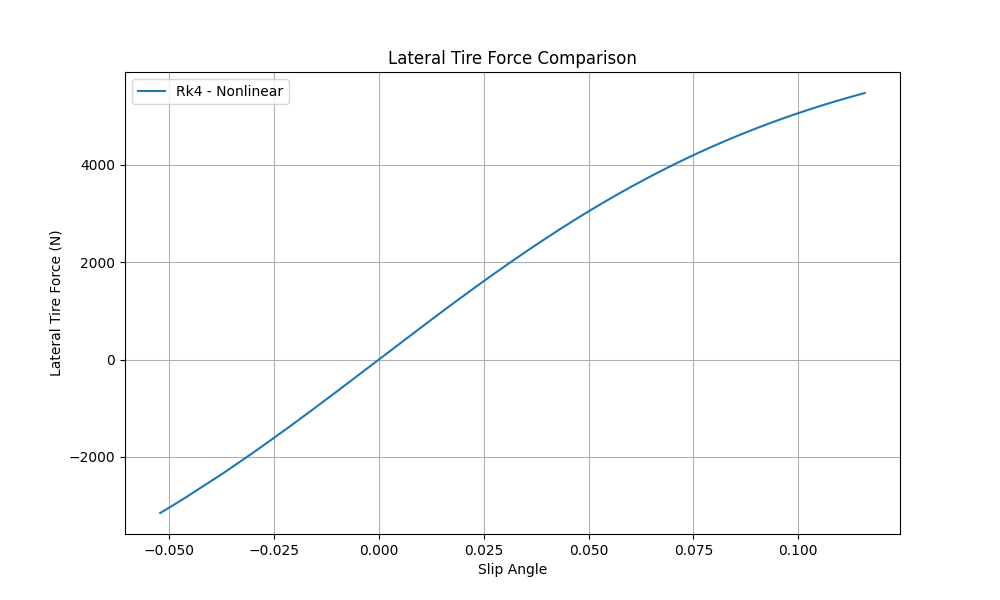 Lateral Tire Force Comparison
Rk4 - Nonlinear
Lateral Tire Force (N)
4000
2000
0
−2000
−0.050 −0.025 0.000 0.025 0.050 0.075 0.100
Slip Angle